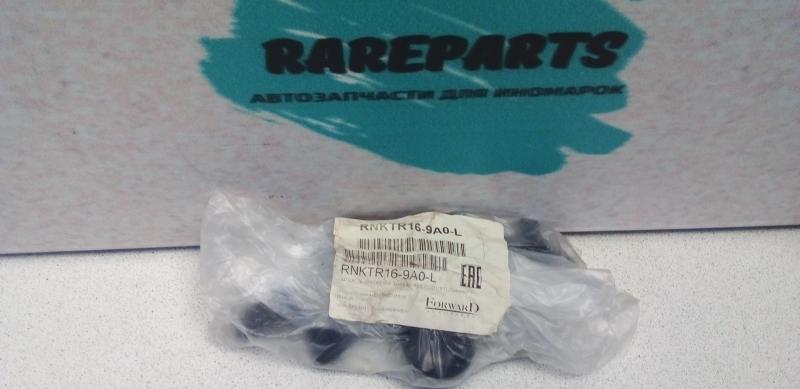 RAREPARTS
АВТОЗАПЧАСТИ ДЛЯ ИНОМАРОК
RNKTR16-9A0-L
RNKTR16-9A0-L
EAC
FORWARD